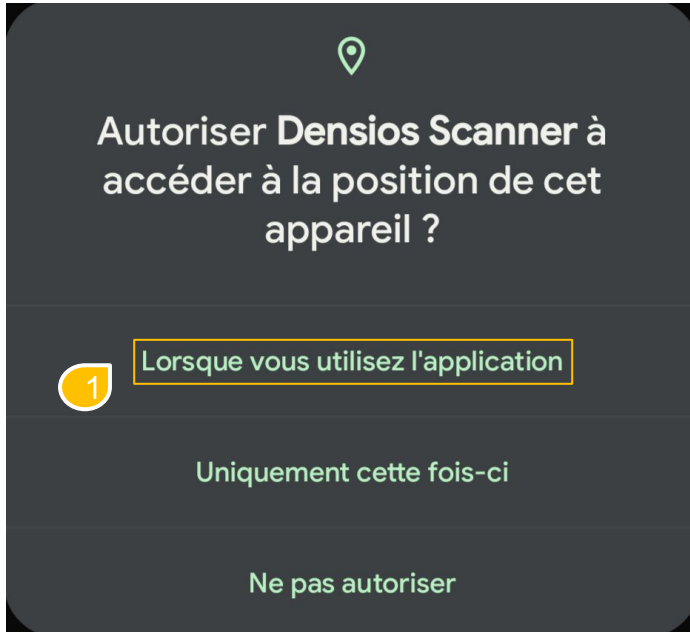 Autoriser Densios Scanner à
accéder à la position de cet
appareil ?
Lorsque vous utilisez l'application
1
Uniquement cette fois-ci
Ne pas autoriser